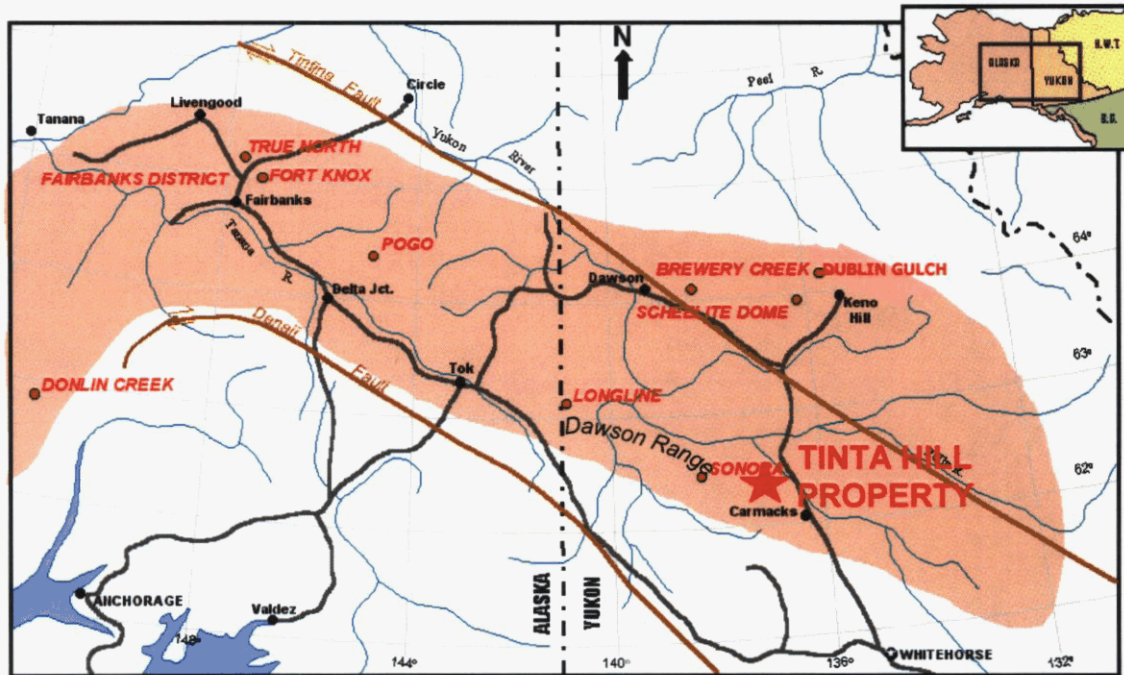 N
ALASKA
YUKON
N.W.T.
B.C.
Tintina
Fault
Circle
Peel R
Livengood
Tanana
Yukon
River
TRUE NORTH
FAIRBANKS DISTRICT
FORT KNOX
Fairbanks
Tanana
R.
POGO
64°
BREWERY CREEK
DUBLIN GULCH
Dawson
Delta Jct.
SCHEELITE DOME
Keno
Hill
Denali
Fault
63°
Tok
DONLIN CREEK
LONGLINE
Dawson Range
SONORA
TINTA HILL
PROPERTY
62°
Carmacks
ALASKA
YUKON
ANCHORAGE
Valdez
148°
144°
140°
136°
132°
WHITEHORSE